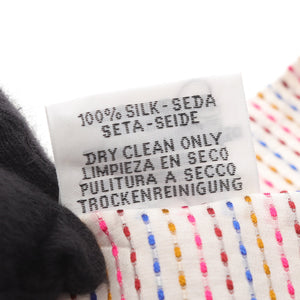 100% SILK-SEDA
SETA-SEIDE
DRY CLEAN ONLY
LIMPIEZA EN SECO
PULITURA A SECCO
TROCKENREINIGUNG